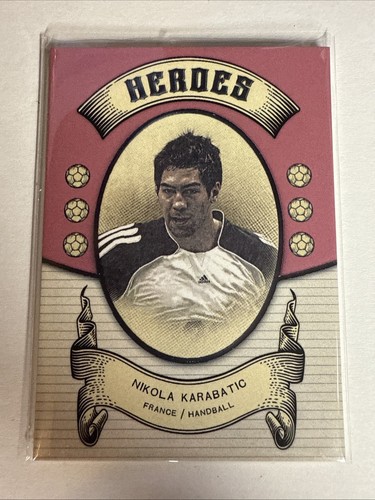 HEROES
adidas
NIKOLA KARABATIC
FRANCE / HANDBALL